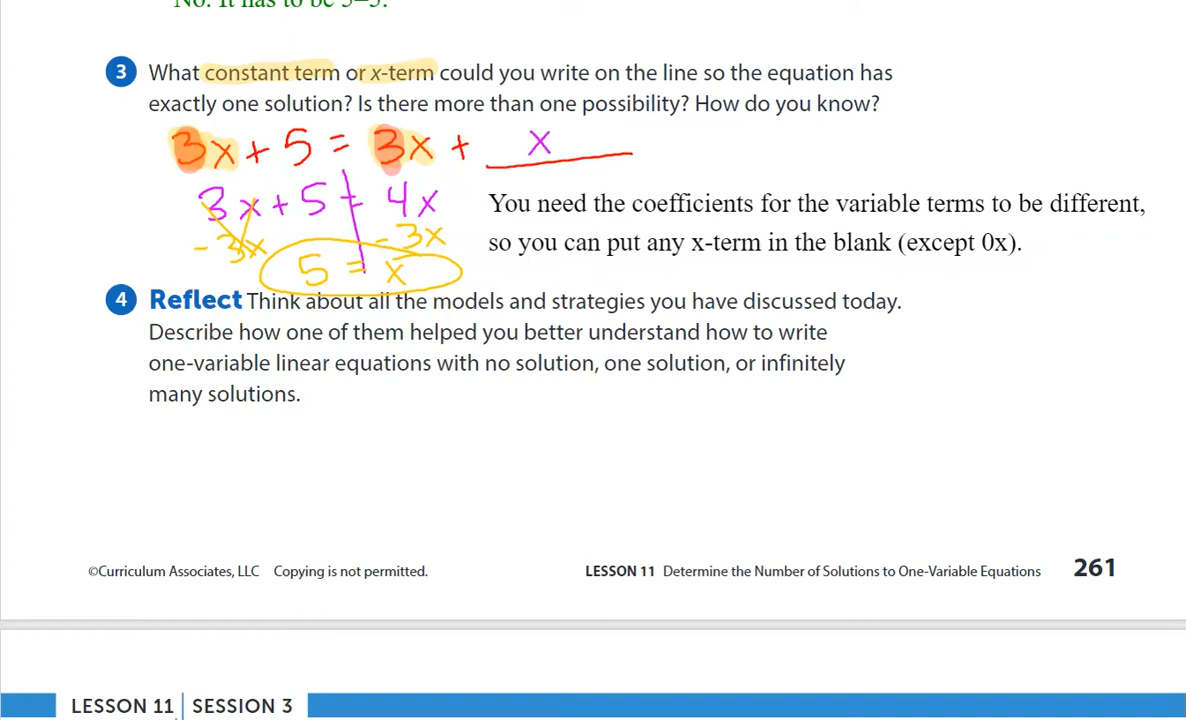 No. It has to be 5=5.
3 What constant term or x-term could you write on the line so the equation has
exactly one solution? Is there more than one possibility? How do you know?
3x + 5 = 3x + x
3x + 5 = 4x
- 3x - 3x
5 = x
You need the coefficients for the variable terms to be different,
so you can put any x-term in the blank (except 0x).
4 Reflect Think about all the models and strategies you have discussed today.
Describe how one of them helped you better understand how to write
one-variable linear equations with no solution, one solution, or infinitely
many solutions.
©Curriculum Associates, LLC Copying is not permitted.
LESSON 11 Determine the Number of Solutions to One-Variable Equations 261
LESSON 11 | SESSION 3